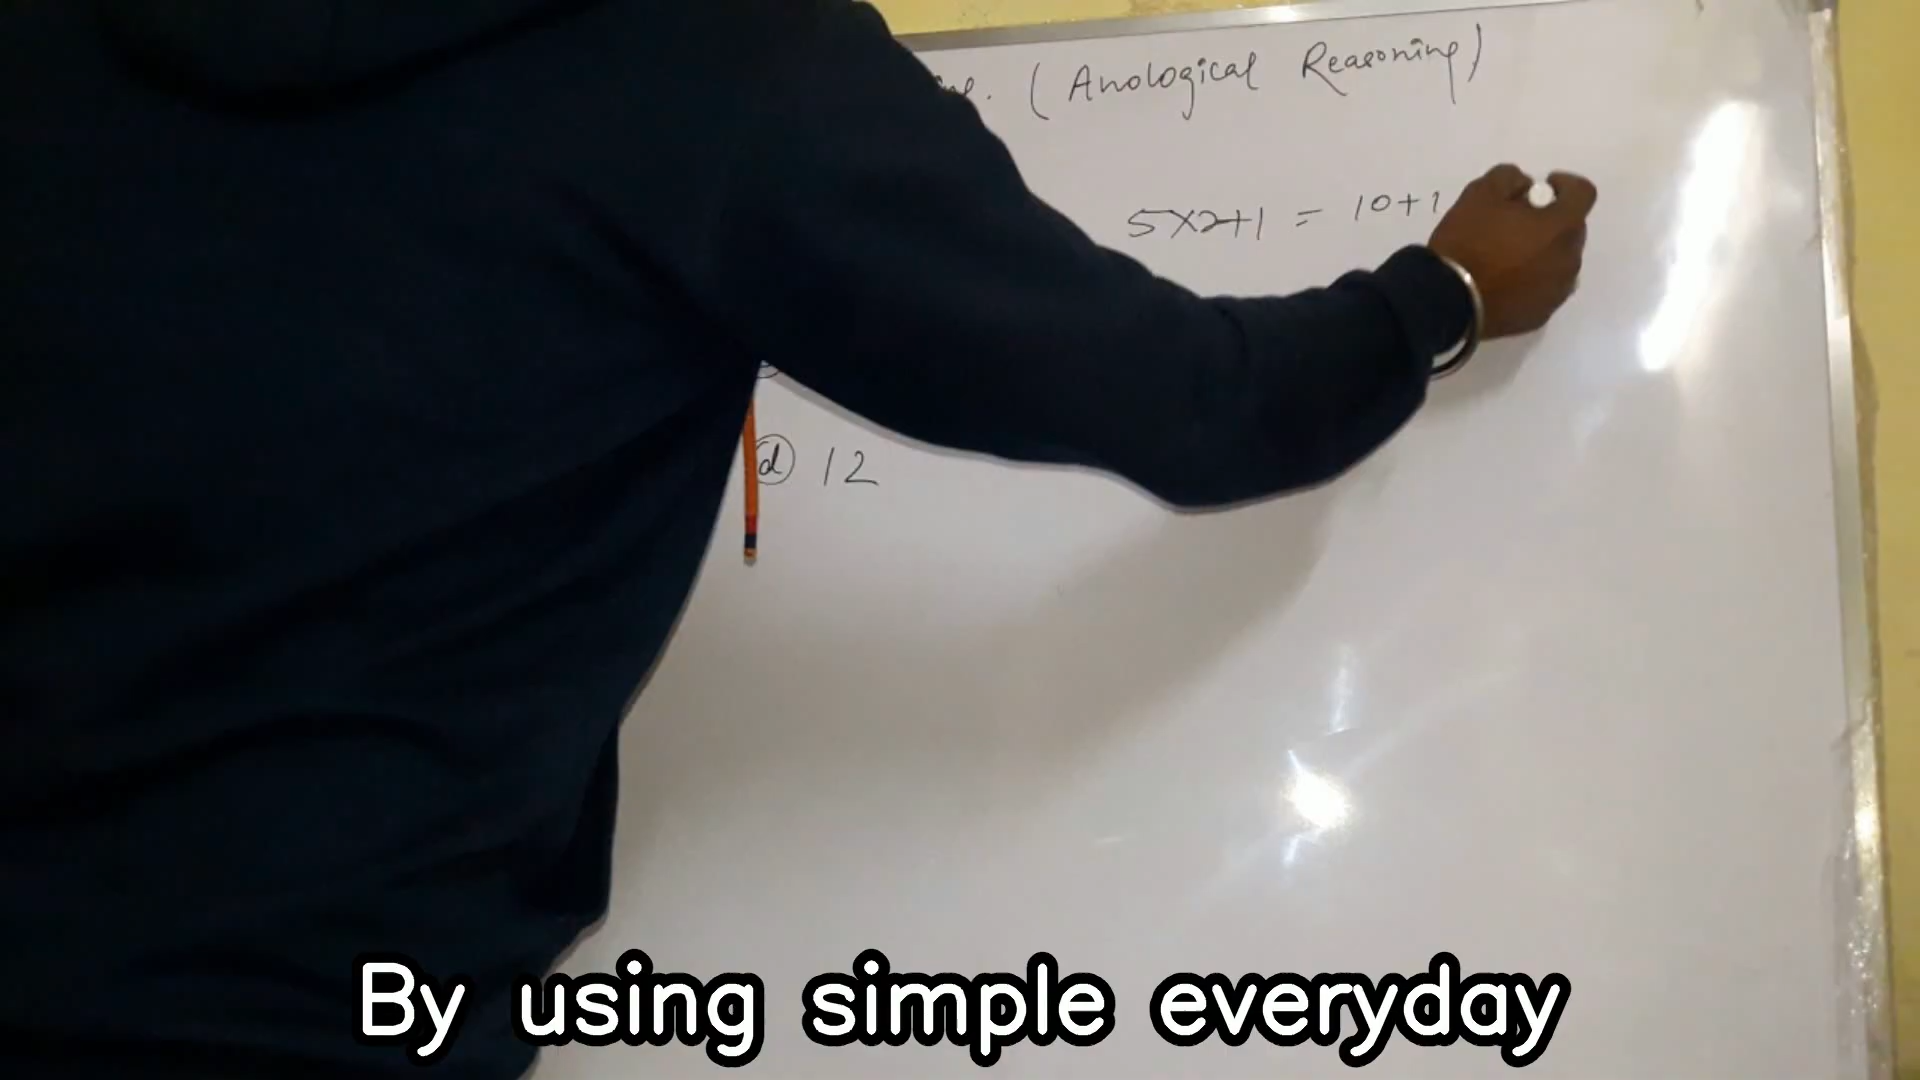 (Anological Reasoning)
5x2+1 = 10+1
(d) 12
By using simple everyday